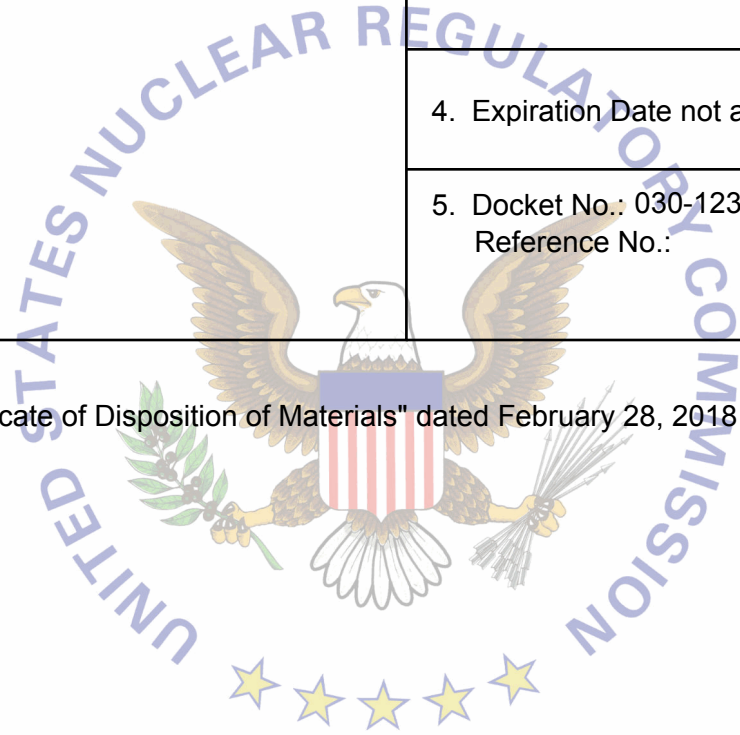 UNITED STATES NUCLEAR REGULATORY COMMISSION
4. Expiration Date not
5. Docket No.: 030-123
Reference No.:
cate of Disposition of Materials" dated February 28, 2018